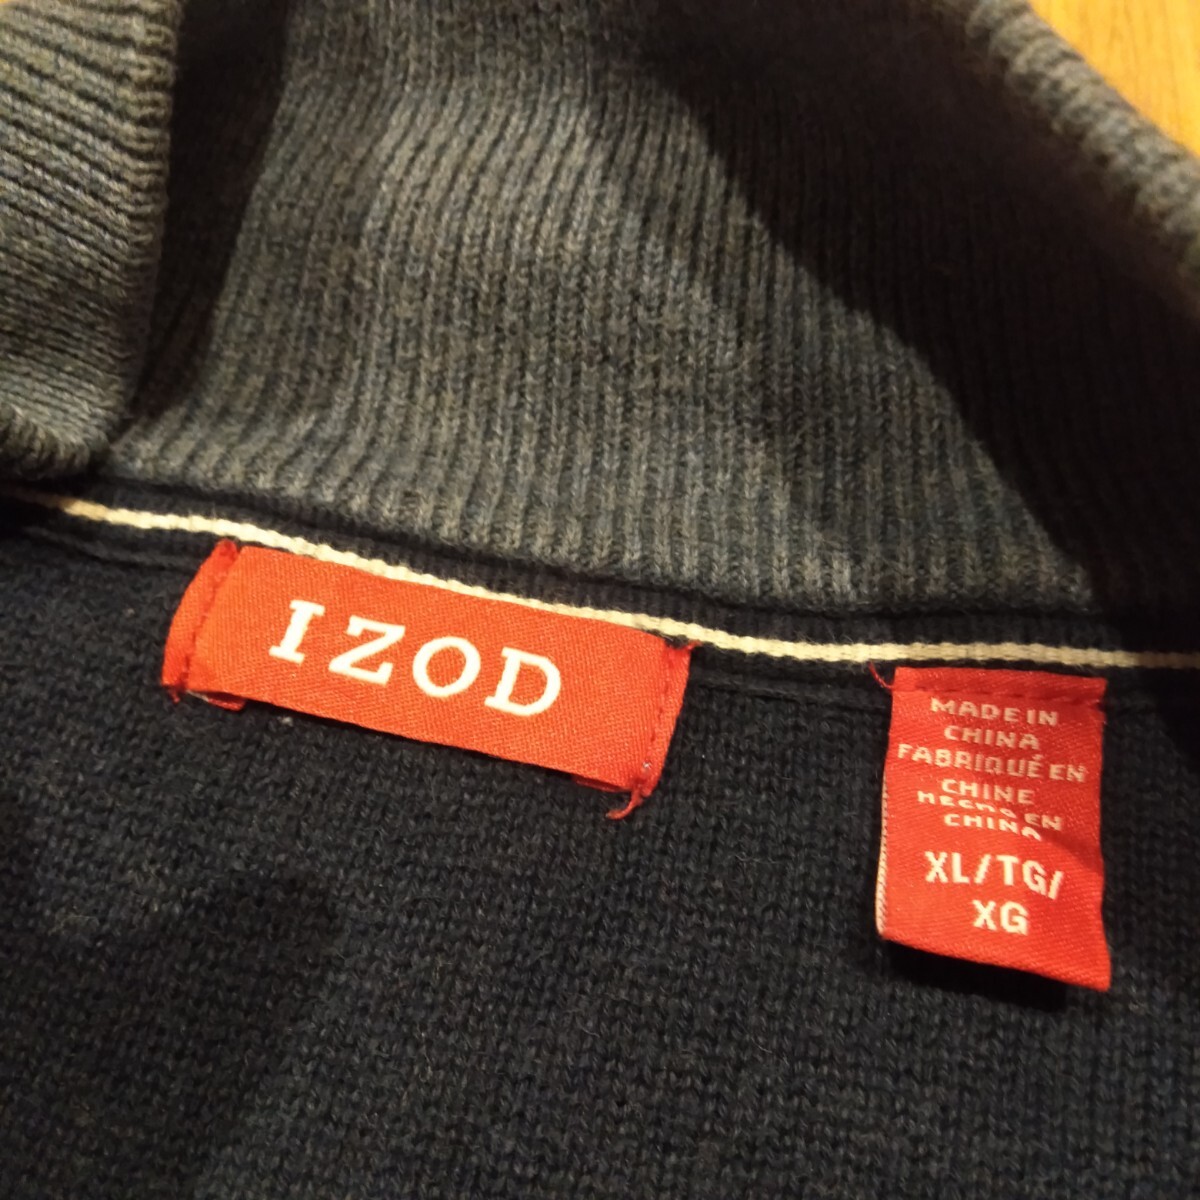 IZOD
MADE IN
CHINA
FABRIQUÉ EN
CHINE
HECHO EN
CHINA
XL/TG/
XG